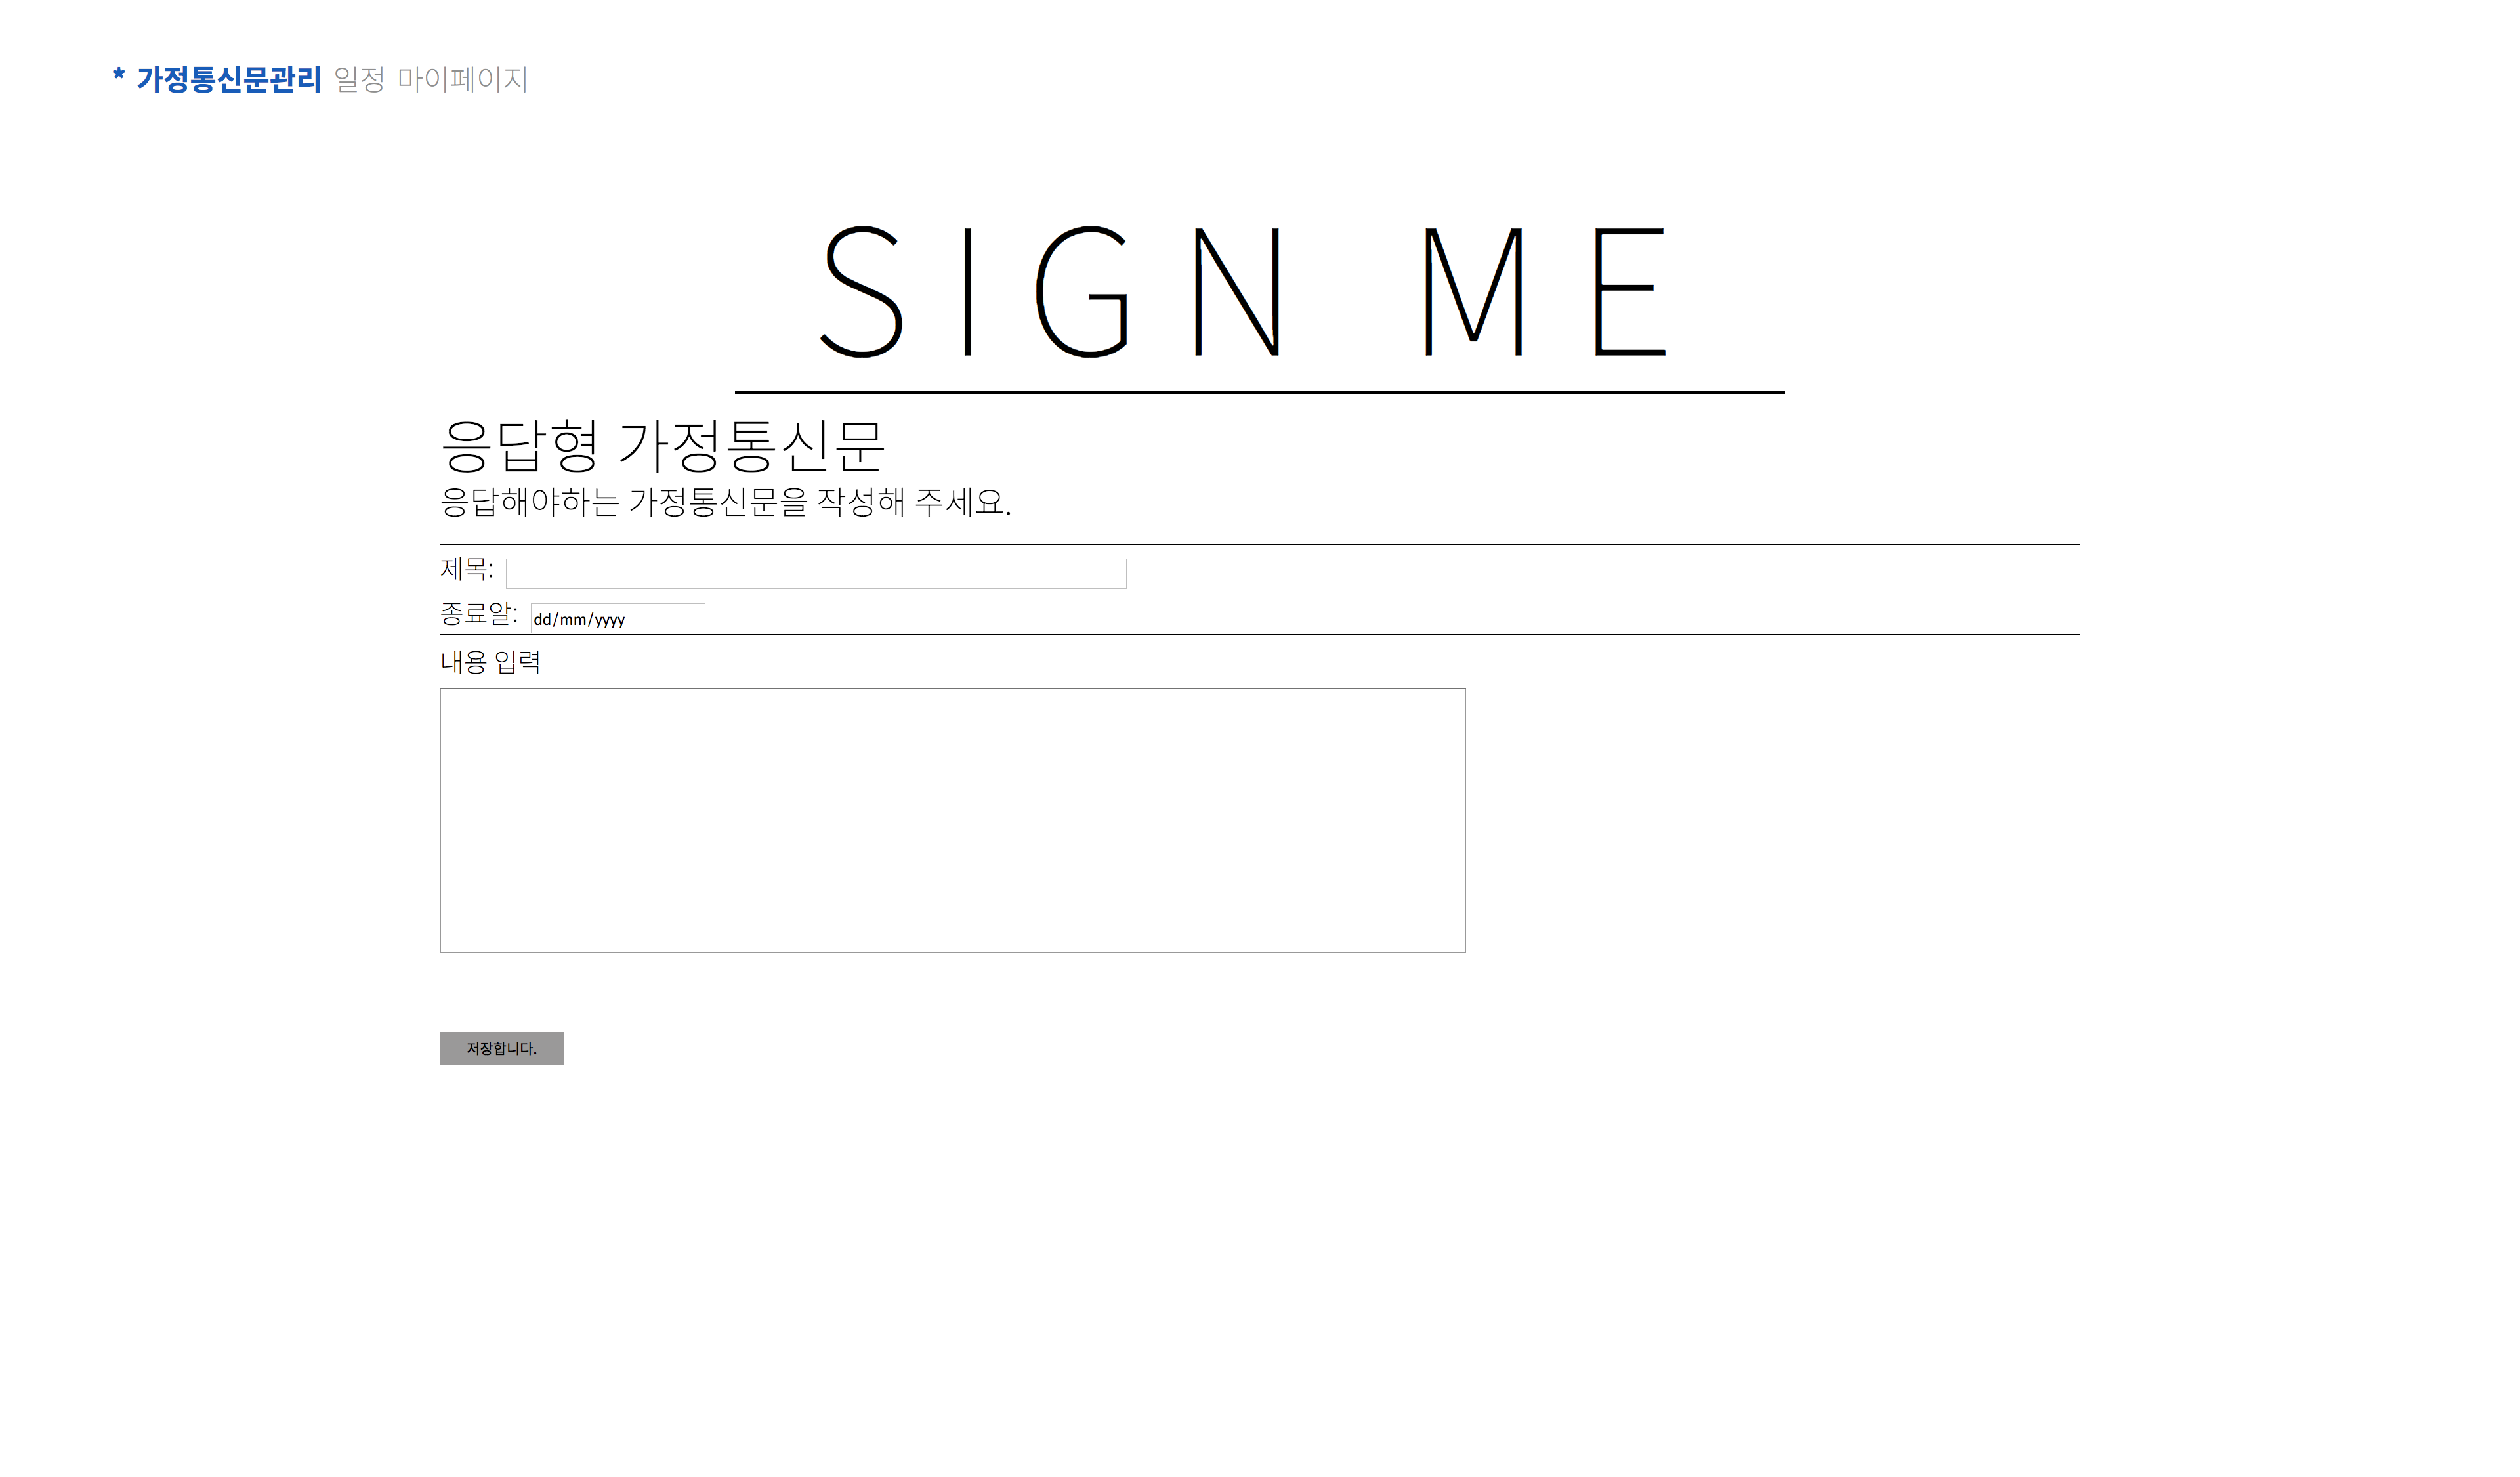 * 가정통신문관리 일정 마이페이지
SIGN ME
응답형 가정통신문
응답해야하는 가정통신문을 작성해 주세요.
제목:
종료알: dd/mm/yyyy
내용 입력
저장합니다.